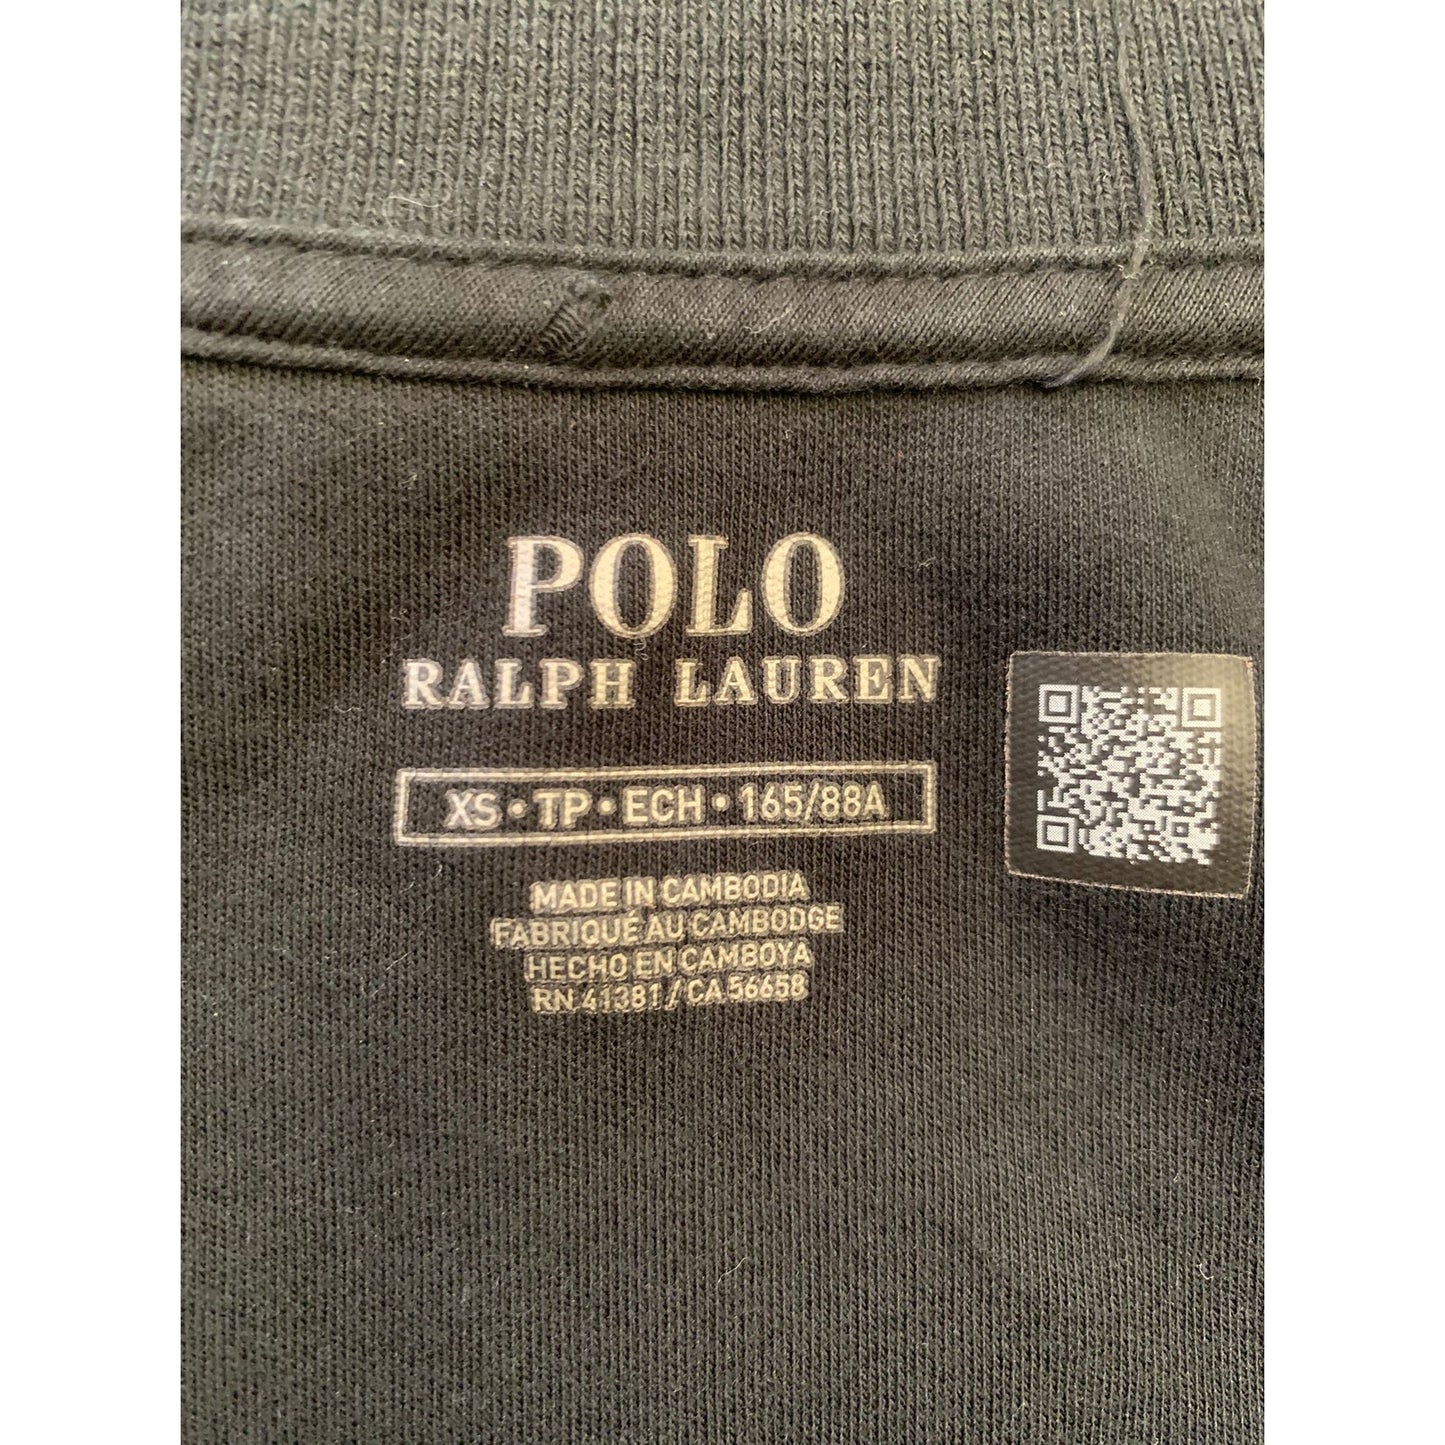 POLO
RALPH LAUREN
XS • TP • ECH • 165/88A
MADE IN CAMBODIA
FABRIQUÉ AU CAMBODGE
HECHO EN CAMBOYA
RN 41381 / CA 56658